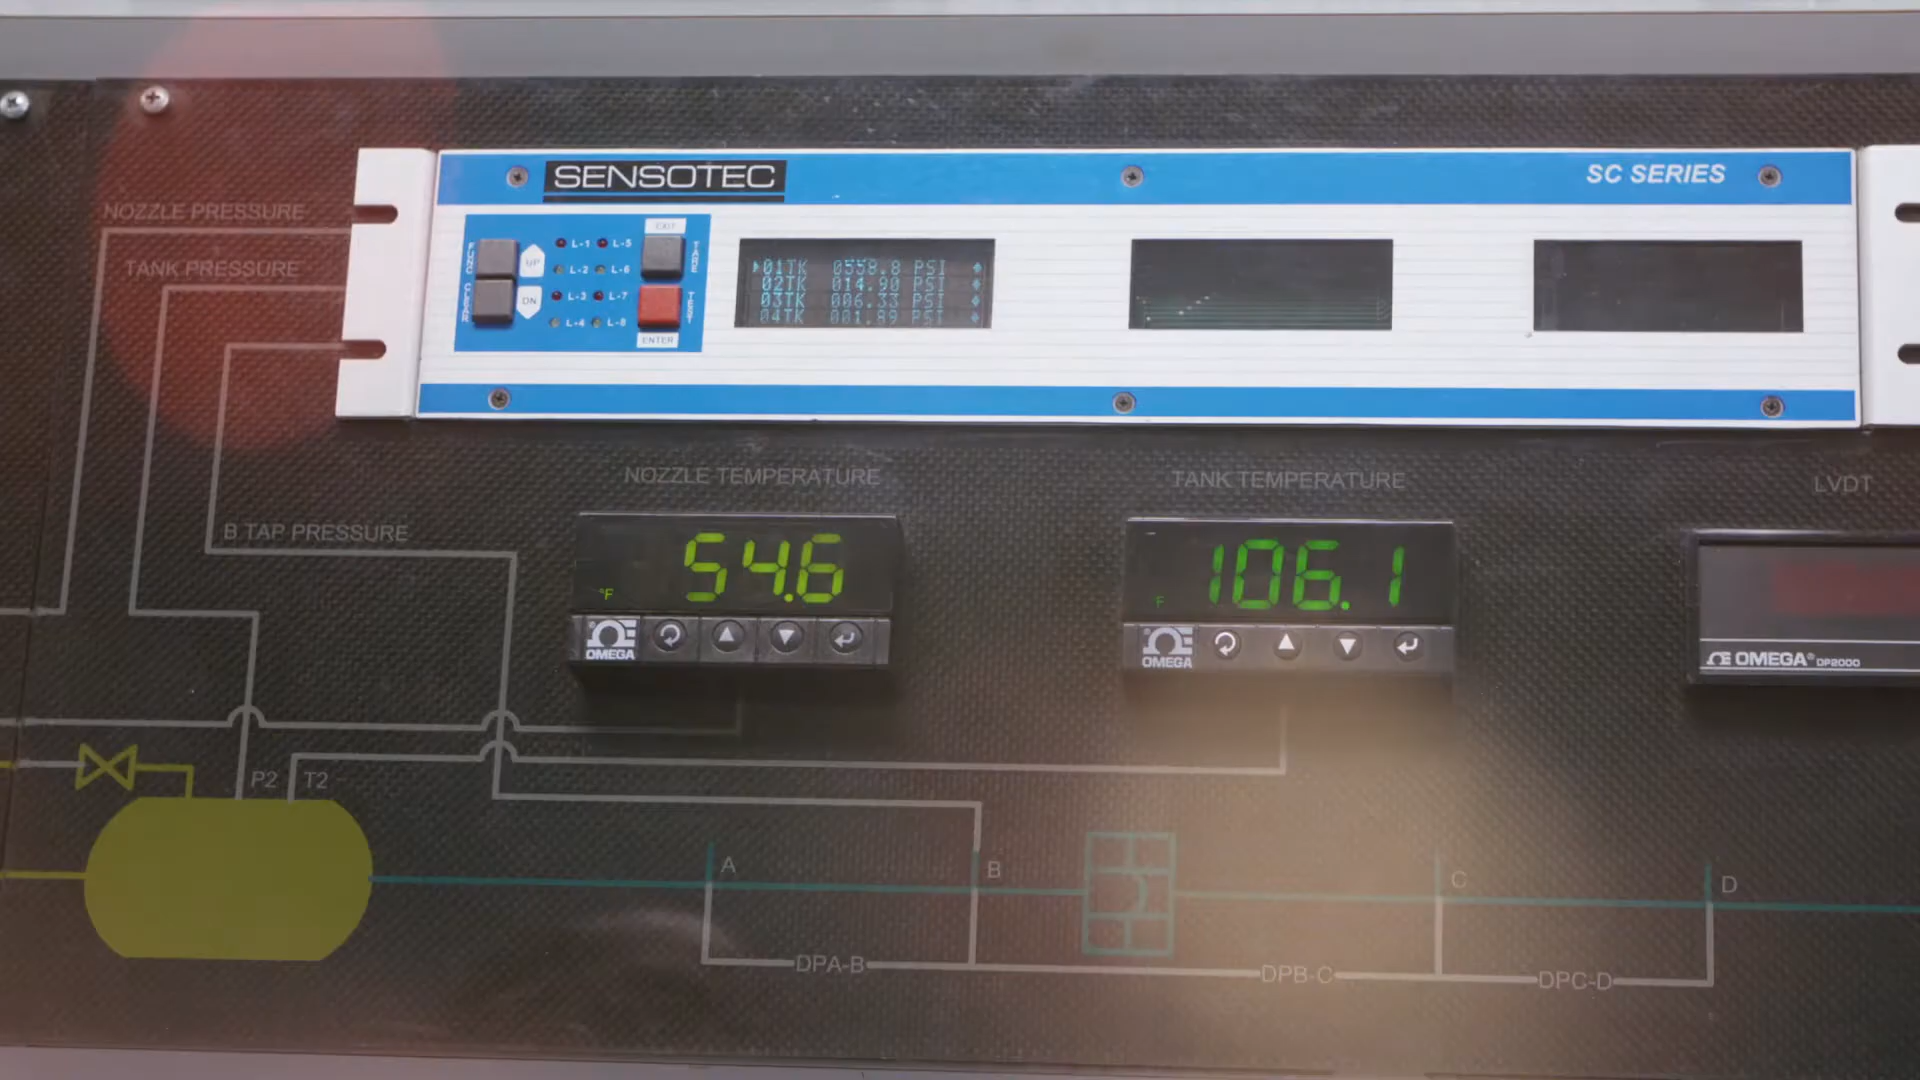 SENSOTEC
SC SERIES
NOZZLE PRESSURE
TANK PRESSURE
EXIT
UP
DN
L-1 L-5
L-2 L-6
L-3 L-7
L-4 L-8
TARE
TEST
ENTER
01TK 0558.8 PSI
02TK 014.90 PSI
03TK 006.33 PSI
04TK 001.89 PSI
NOZZLE TEMPERATURE
TANK TEMPERATURE
LVDT
B TAP PRESSURE
54.6
°F
OMEGA
106.1
F
OMEGA
OMEGA® DP2000
P2 T2
A
B
C
D
DPA-B
DPB-C
DPC-D